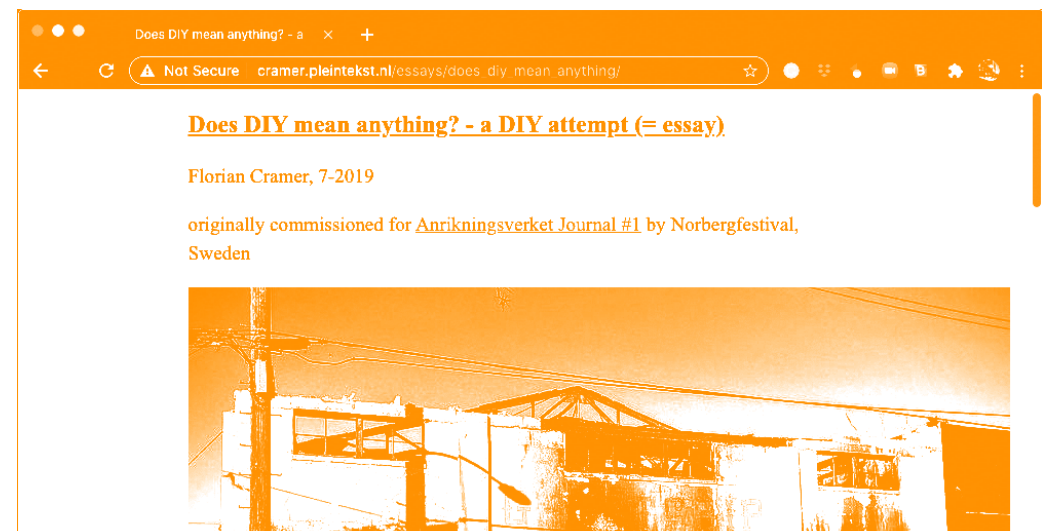 Does DIY mean anything? - a
Not Secure cramer.pleintekst.nl/essays/does_diy_mean_anything/
Does DIY mean anything? - a DIY attempt (= essay)
Florian Cramer, 7-2019
originally commissioned for Anrikningsverket Journal #1 by Norbergfestival,
Sweden